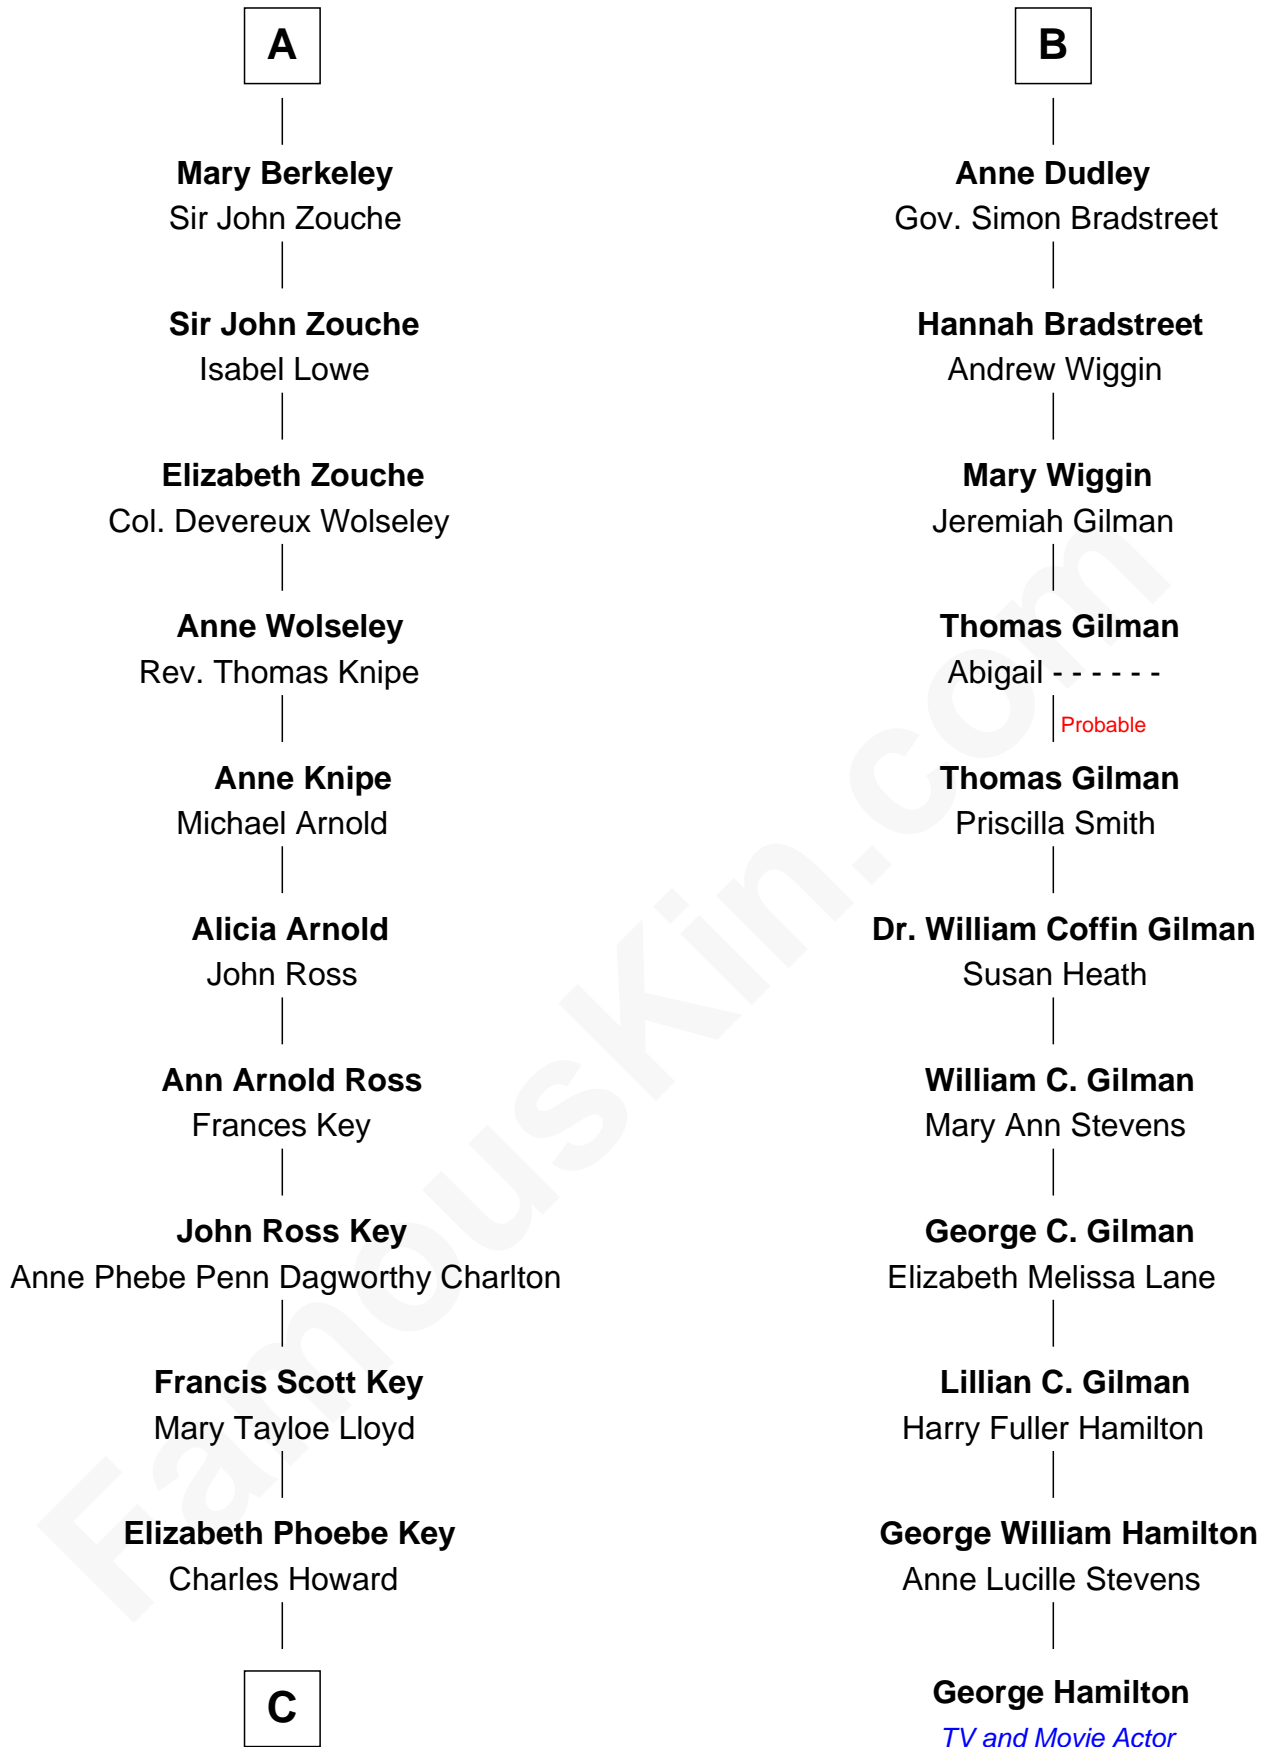 A
Mary Berkeley
Sir John Zouche
Sir John Zouche
Isabel Lowe
Elizabeth Zouche
Col. Devereux Wolseley
Anne Wolseley
Rev. Thomas Knipe
Anne Knipe
Michael Arnold
Alicia Arnold
John Ross
Ann Arnold Ross
Frances Key
John Ross Key
Anne Phebe Penn Dagworthy Charlton
Francis Scott Key
Mary Tayloe Lloyd
Elizabeth Phoebe Key
Charles Howard
C
B
Anne Dudley
Gov. Simon Bradstreet
Hannah Bradstreet
Andrew Wiggin
Mary Wiggin
Jeremiah Gilman
Thomas Gilman
Abigail - - - - - -
Probable
Thomas Gilman
Priscilla Smith
Dr. William Coffin Gilman
Susan Heath
William C. Gilman
Mary Ann Stevens
George C. Gilman
Elizabeth Melissa Lane
Lillian C. Gilman
Harry Fuller Hamilton
George William Hamilton
Anne Lucille Stevens
George Hamilton
TV and Movie Actor
FamousKin.com